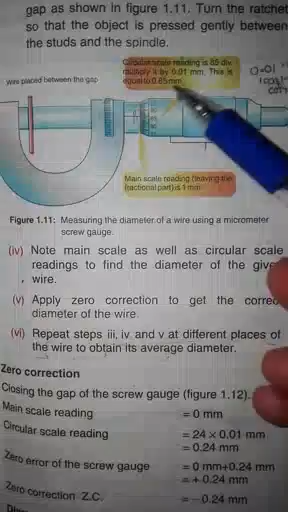 gap as shown in figure 1.11. Turn the ratchet
so that the object is pressed gently between
the studs and the spindle.
Circular scale reading is 85 div.
multiply it by 0.01 mm. This is
equal to 0.85 mm
wire placed between the gap
Main scale reading (leaving the
fractional part) is 1 mm
Figure 1.11: Measuring the diameter of a wire using a micrometer
screw gauge.
(iv) Note main scale as well as circular scale
readings to find the diameter of the
wire.
(v) Apply zero correction to get the
diameter of the wire.
(vi) Repeat steps iii, iv and v at different places of
the wire to obtain its average diameter.
Zero correction
Closing the gap of the screw gauge (figure 1.12).
Main scale reading = 0 mm
Circular scale reading = 24 × 0.01 mm
= 0.24 mm
Zero error of the screw gauge = 0 mm+0.24 mm
= + 0.24 mm
Zero correction Z.C. = – 0.24 mm